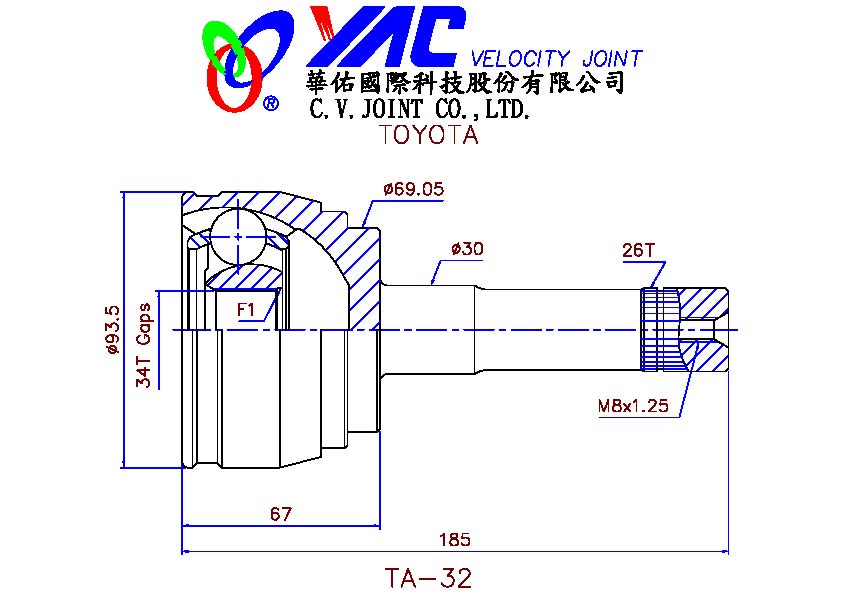 YAC VELOCITY JOINT
®
華佑國際科技股份有限公司
C.V.JOINT CO.,LTD.
TOYOTA
ø69.05
ø30
26T
F1
ø93.5
34T Gaps
M8x1.25
67
185
TA-32